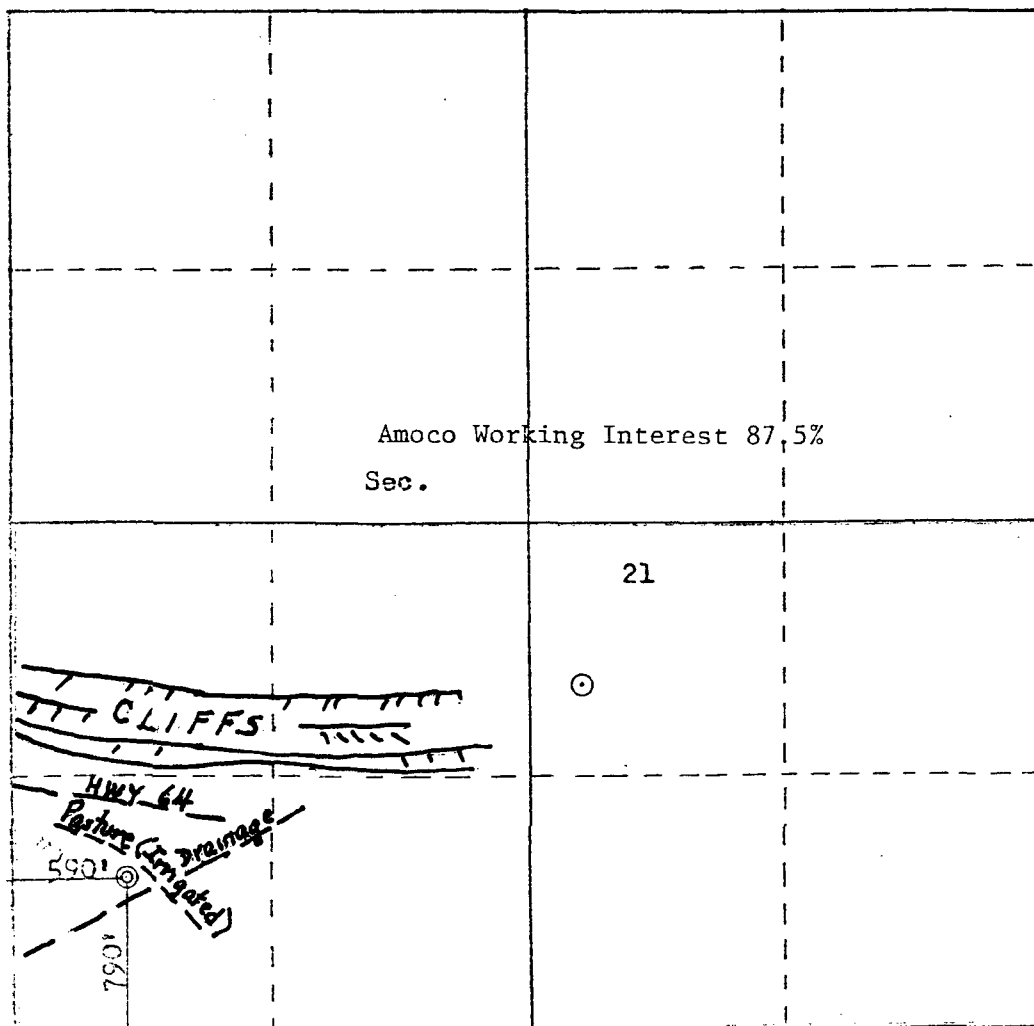 Amoco Working Interest 87.5%
Sec.
21
CLIFFS
HWY 64
Pasture (Irrigated)
Drainage
590'
790'